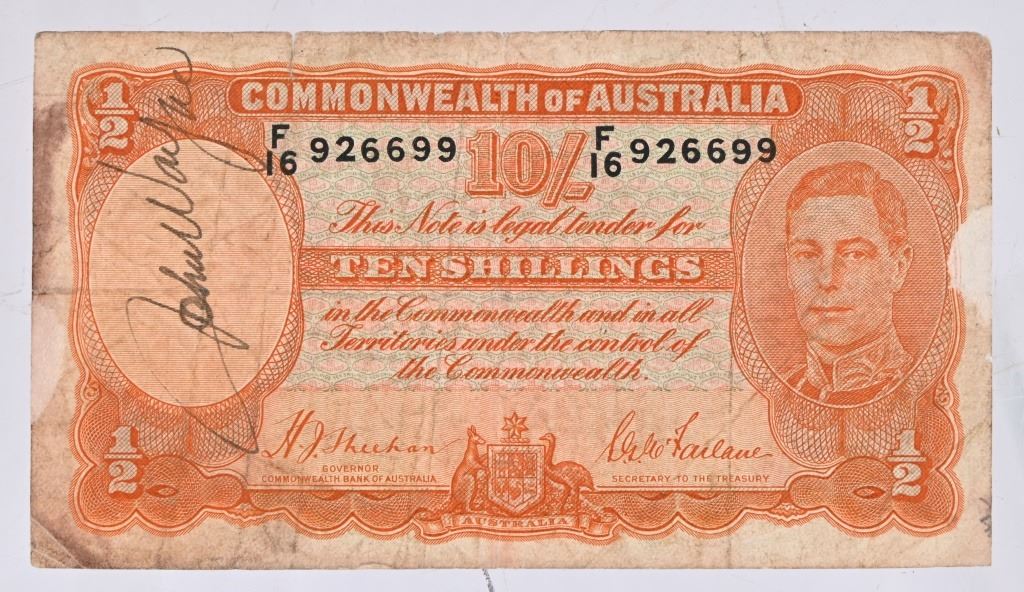 1/2
1/2
COMMONWEALTH OF AUSTRALIA
F/16 926699
10/-
F/16 926699
This Note is legal tender for
TEN SHILLINGS
in the Commonwealth and in all
Territories under the control of
the Commonwealth.
John Wayne
H.J. Sheehan
GOVERNOR
COMMONWEALTH BANK OF AUSTRALIA
McFarlane
SECRETARY TO THE TREASURY
1/2
1/2
AUSTRALIA